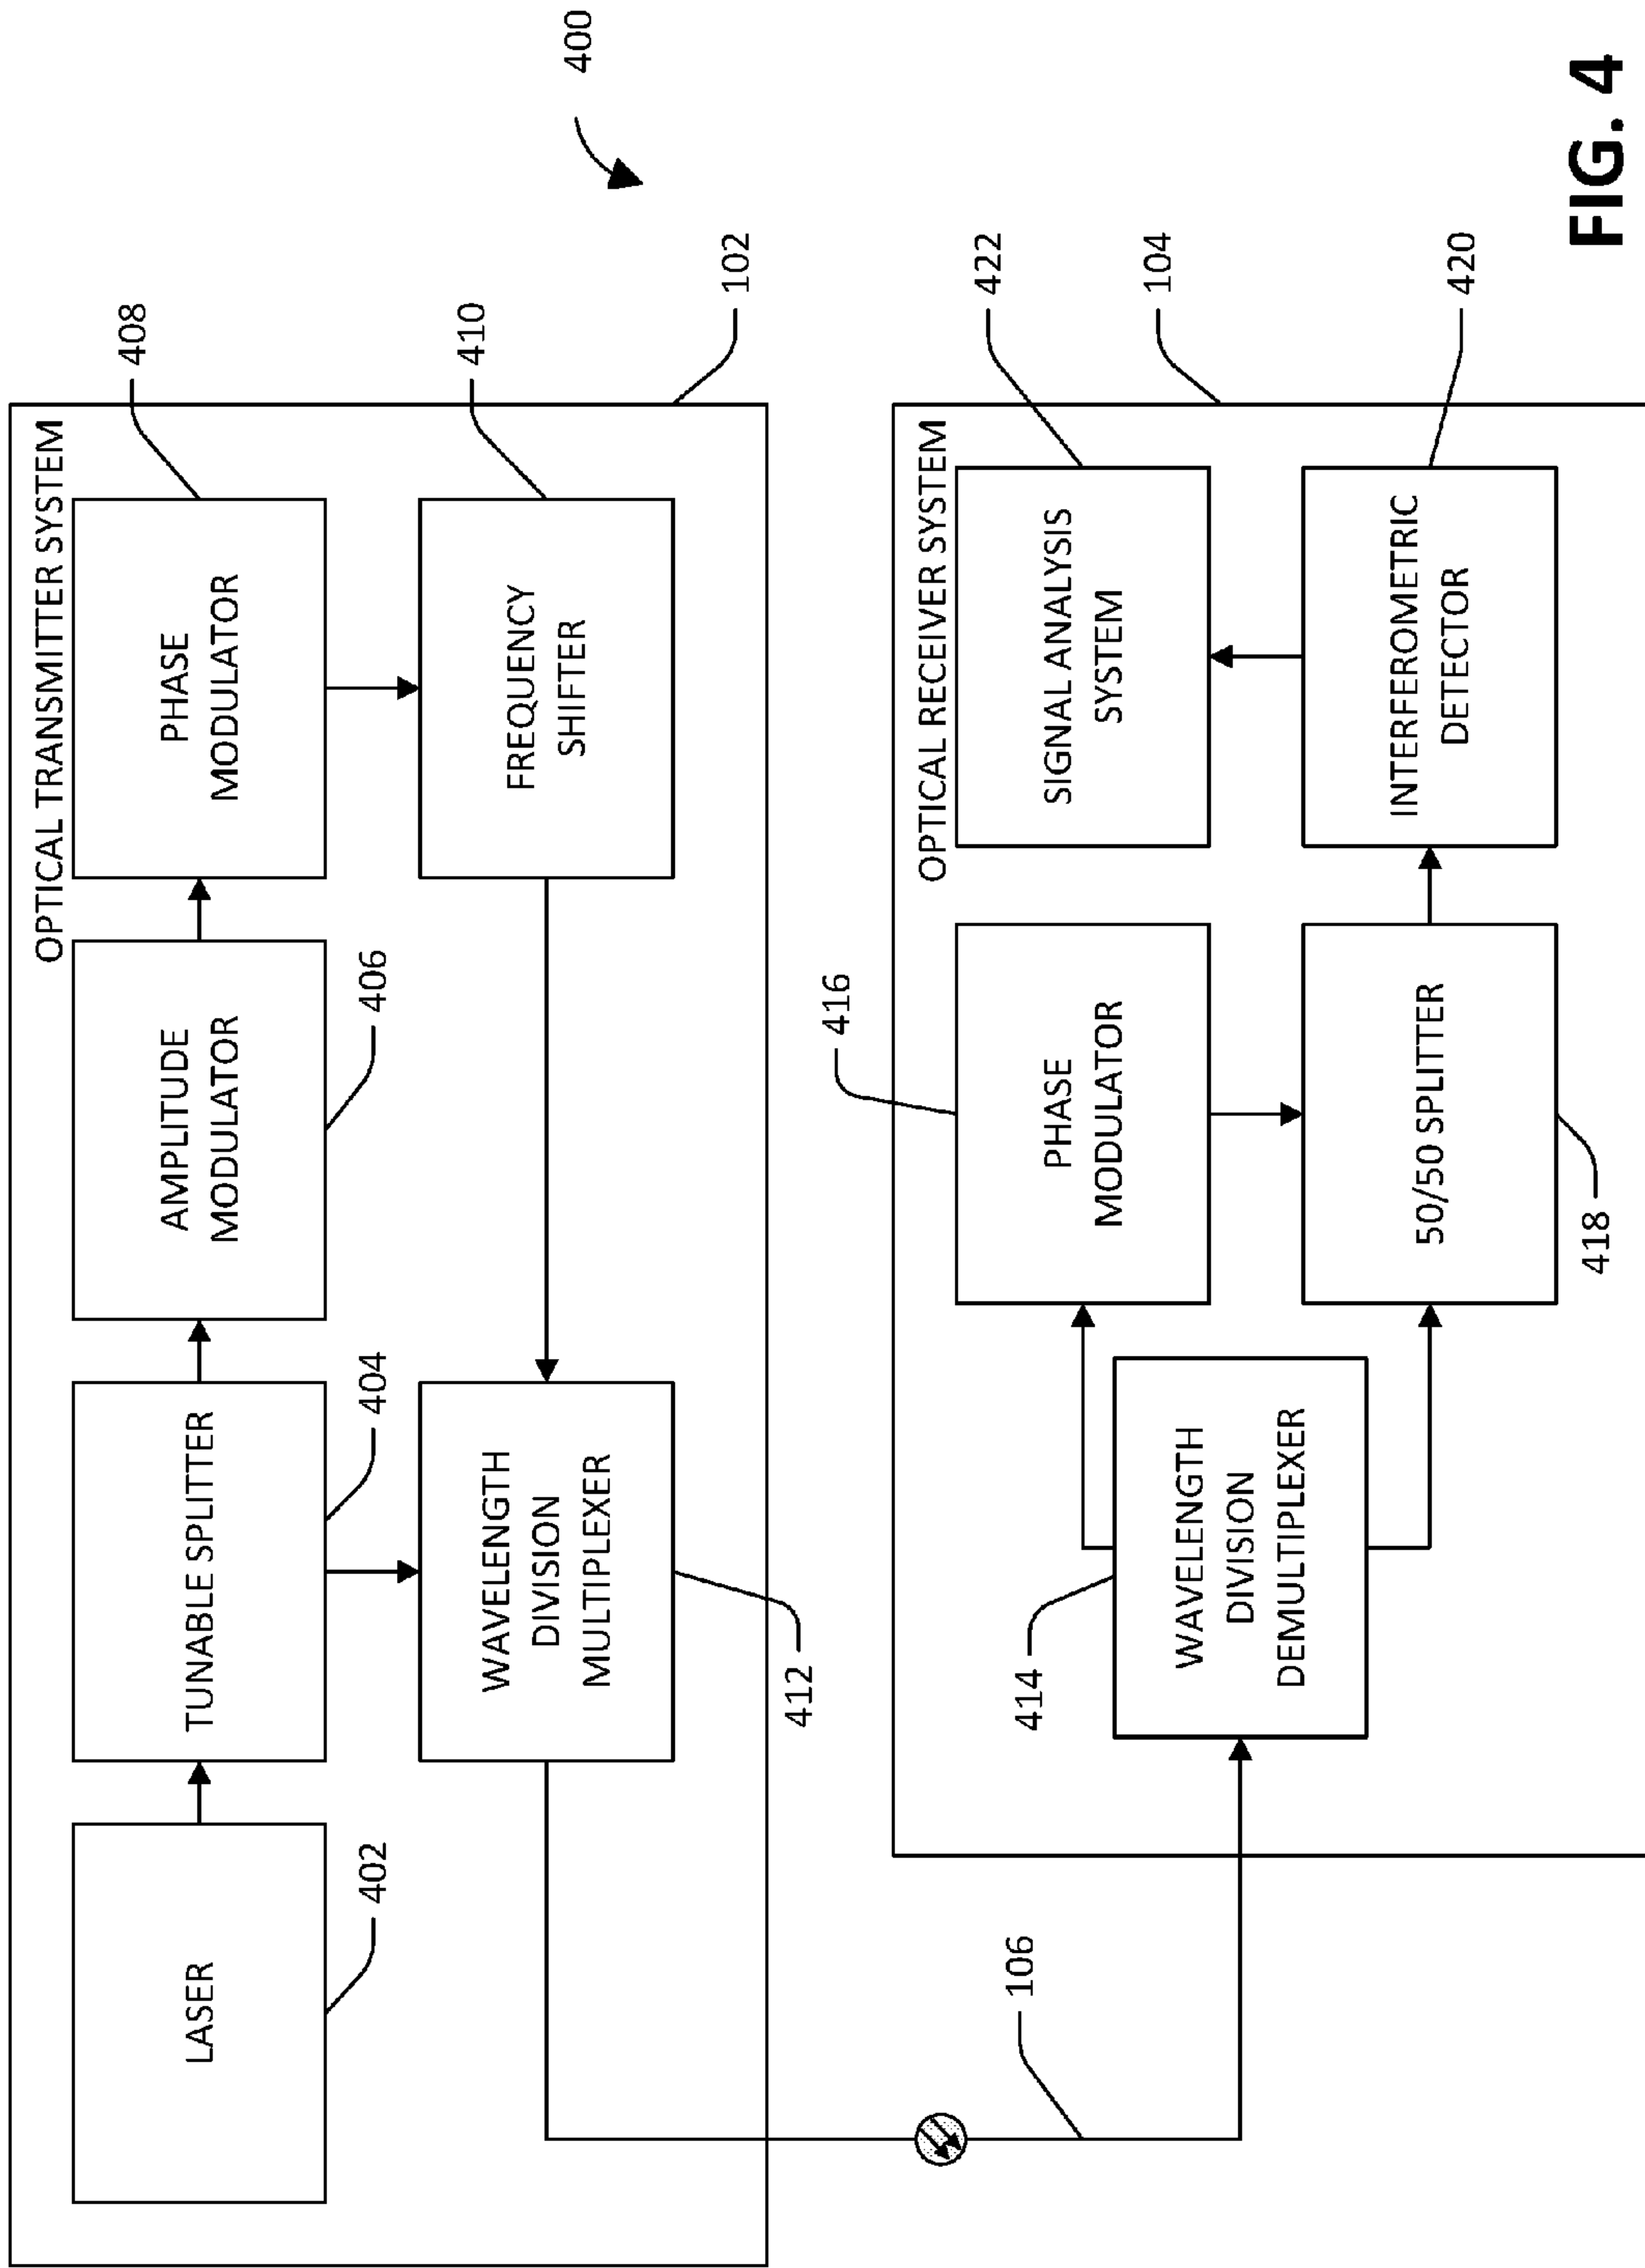 400
OPTICAL TRANSMITTER SYSTEM
102
LASER
402
TUNABLE SPLITTER
404
AMPLITUDE
MODULATOR
406
PHASE
MODULATOR
408
FREQUENCY
SHIFTER
410
WAVELENGTH
DIVISION
MULTIPLEXER
412
106
OPTICAL RECEIVER SYSTEM
104
WAVELENGTH
DIVISION
DEMULTIPLEXER
414
PHASE
MODULATOR
416
50/50 SPLITTER
418
INTERFEROMETRIC
DETECTOR
420
SIGNAL ANALYSIS
SYSTEM
422
FIG. 4